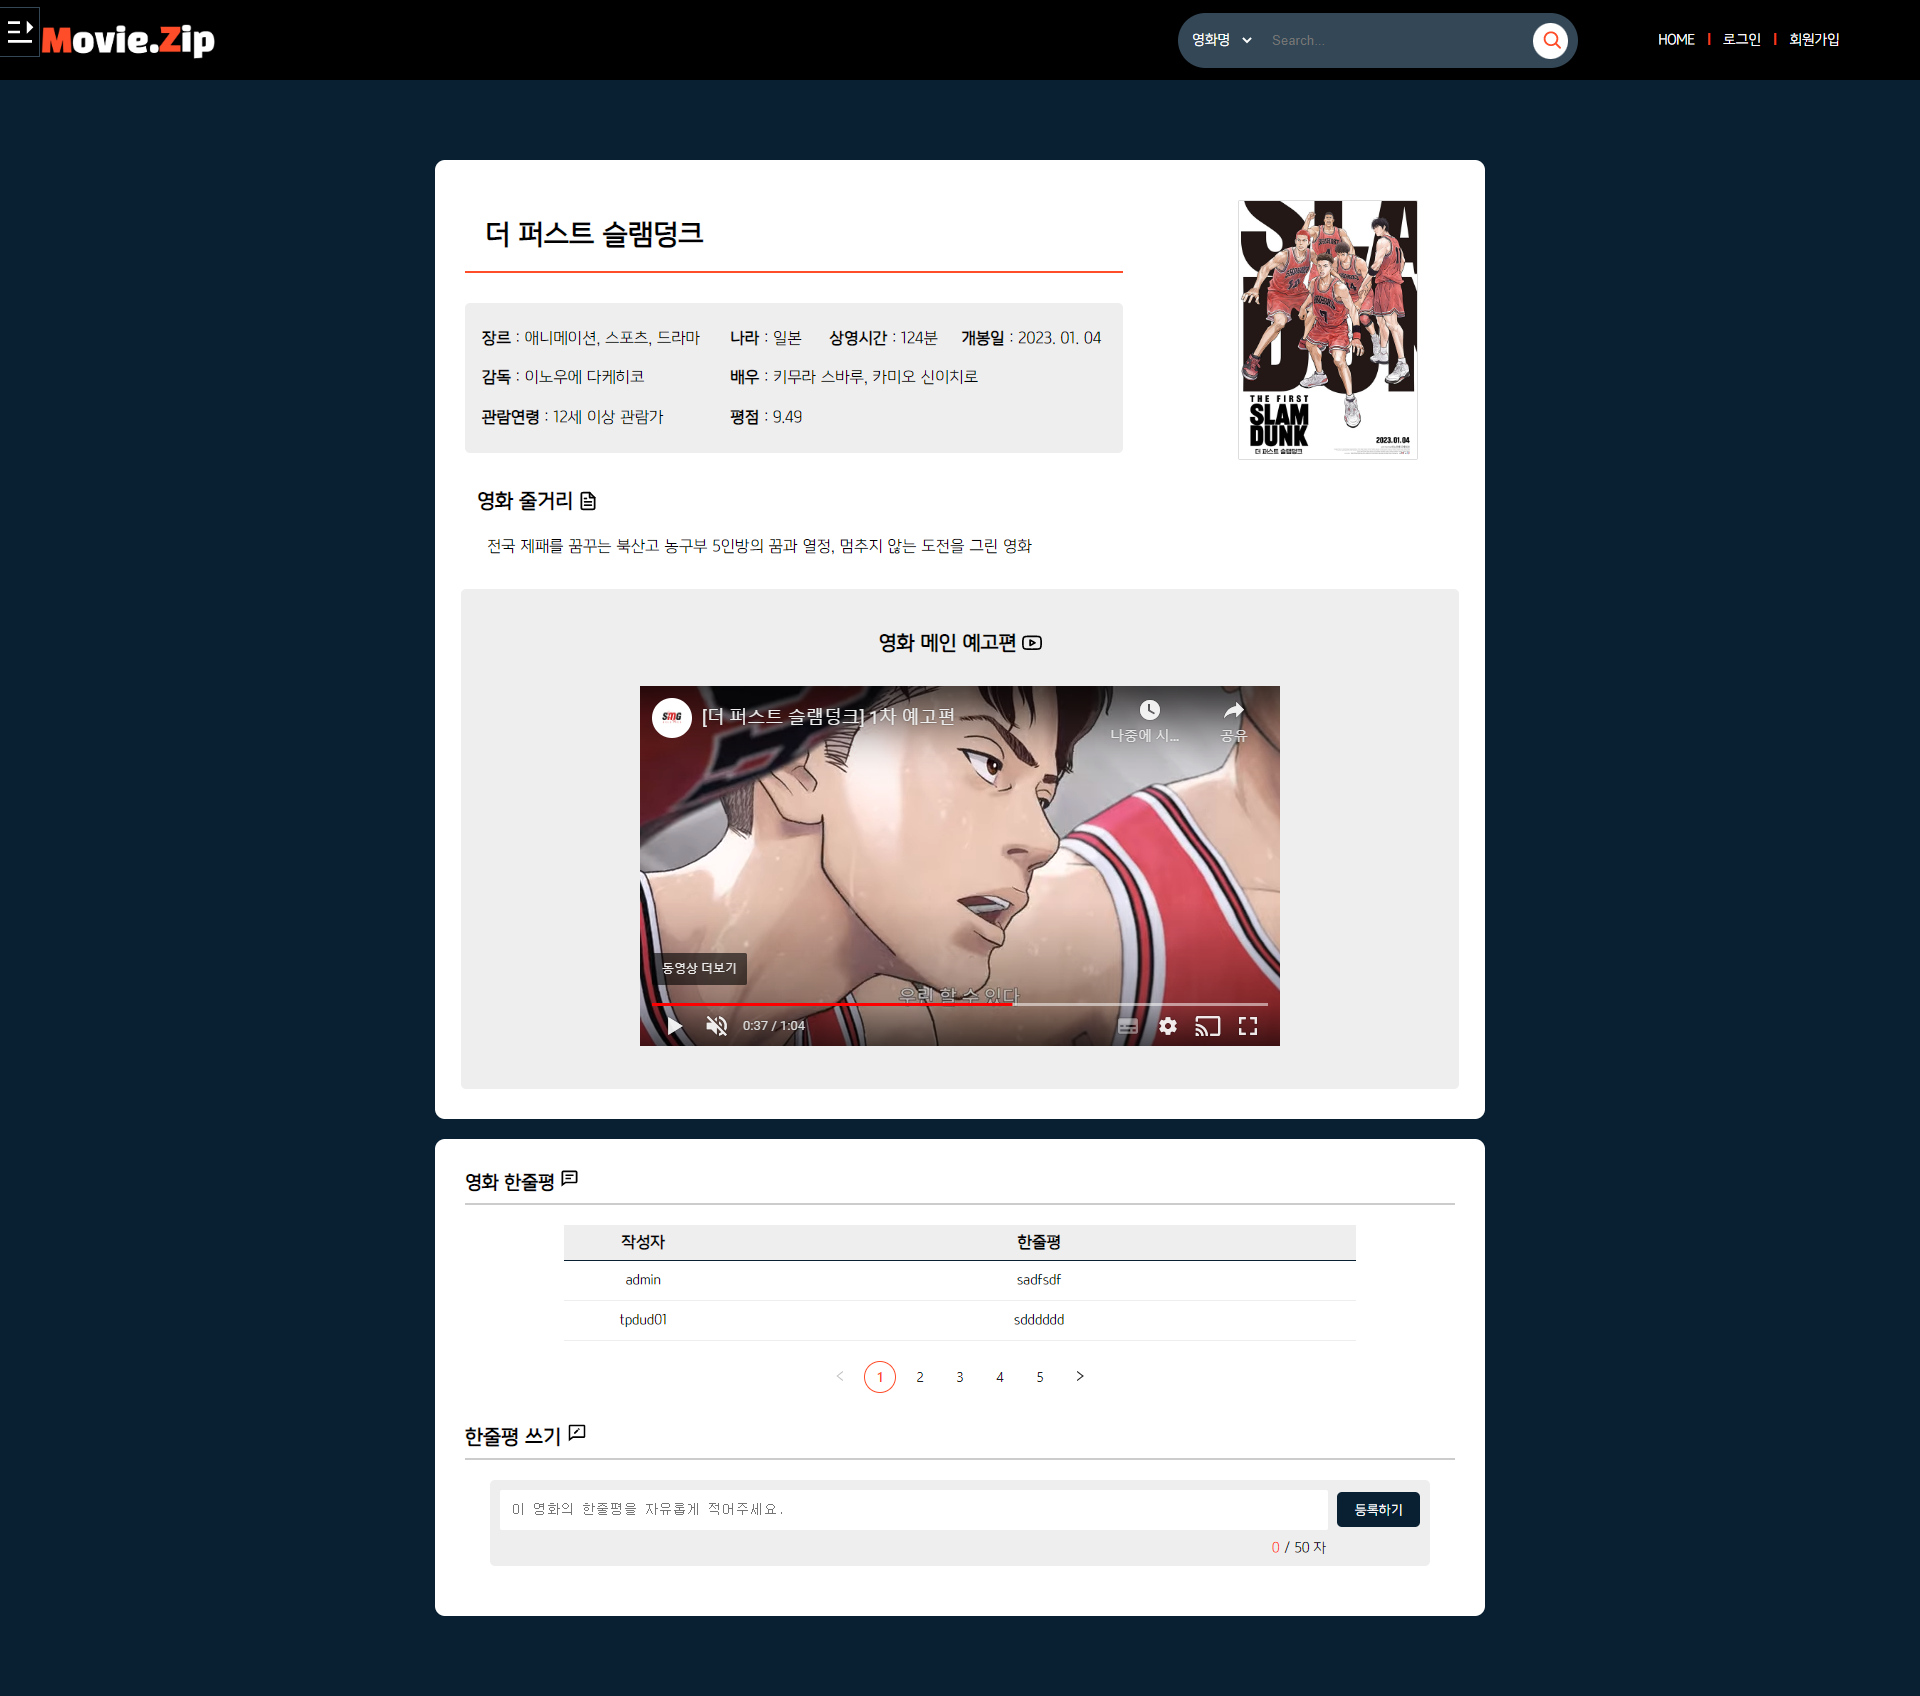 Movie.Zip
영화명
Search...
HOME | 로그인 | 회원가입
더 퍼스트 슬램덩크
장르 : 애니메이션, 스포츠, 드라마 나라 : 일본 상영시간 : 124분 개봉일 : 2023. 01. 04
감독 : 이노우에 다케히코 배우 : 키무라 스바루, 카미오 신이치로
관람연령 : 12세 이상 관람가 평점 : 9.49
THE FIRST
SLAM
DUNK
2023.01.04
더 퍼스트 슬램덩크
영화 줄거리
전국 제패를 꿈꾸는 북산고 농구부 5인방의 꿈과 열정, 멈추지 않는 도전을 그린 영화
영화 메인 예고편
SMG
[더 퍼스트 슬램덩크] 1차 예고편
나중에 시...
공유
동영상 더보기
우린 할 수 있다
0:37 / 1:04
영화 한줄평
작성자 한줄평
admin sadfsdf
tpdud01 sdddddd
< 1 2 3 4 5 >
한줄평 쓰기
이 영화의 한줄평을 자유롭게 적어주세요.
등록하기
0 / 50 자